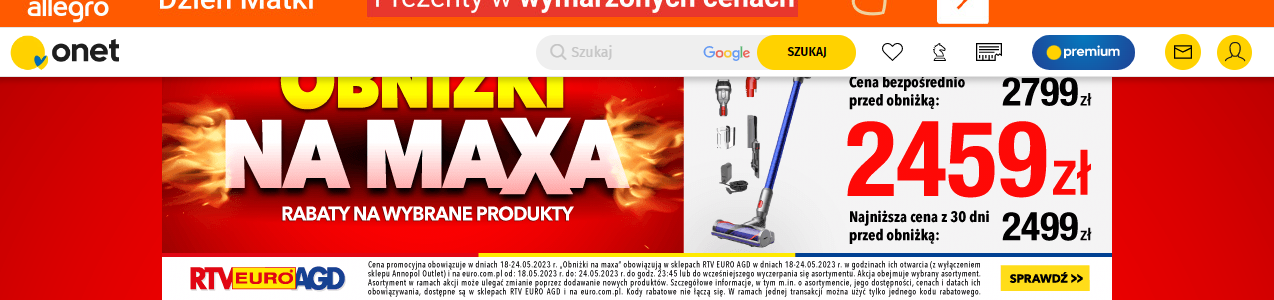 allegro
Dzień Matki
Prezenty w wymarzonych cenach
onet
Szukaj
Google
SZUKAJ
premium
OBNIŻKI
NA MAXA
RABATY NA WYBRANE PRODUKTY
Cena bezpośrednio
przed obniżką:
2799 zł
2459 zł
Najniższa cena z 30 dni
przed obniżką:
2499 zł
RTV EURO AGD
Cena promocyjna obowiązuje w dniach 18-24.05.2023 r. „Obniżki na maxa” obowiązują w sklepach RTV EURO AGD w dniach 18-24.05.2023 r. w godzinach ich otwarcia (z wyłączeniem
sklepu Annopol Outlet) i na euro.com.pl od: 18.05.2023 r. do: 24.05.2023 r. do godz. 23:45 lub do wcześniejszego wyczerpania się asortymentu. Akcja obejmuje wybrany asortyment.
Asortyment w ramach akcji może ulegać zmianie poprzez dodawanie nowych produktów. Szczegółowe informacje, w tym m.in. o asortymencie, jego dostępności, cenach i datach ich
obowiązywania, dostępne są w sklepach RTV EURO AGD i na euro.com.pl. Kody rabatowe nie łączą się. W ramach jednej transakcji można użyć tylko jednego kodu rabatowego.
SPRAWDŹ >>